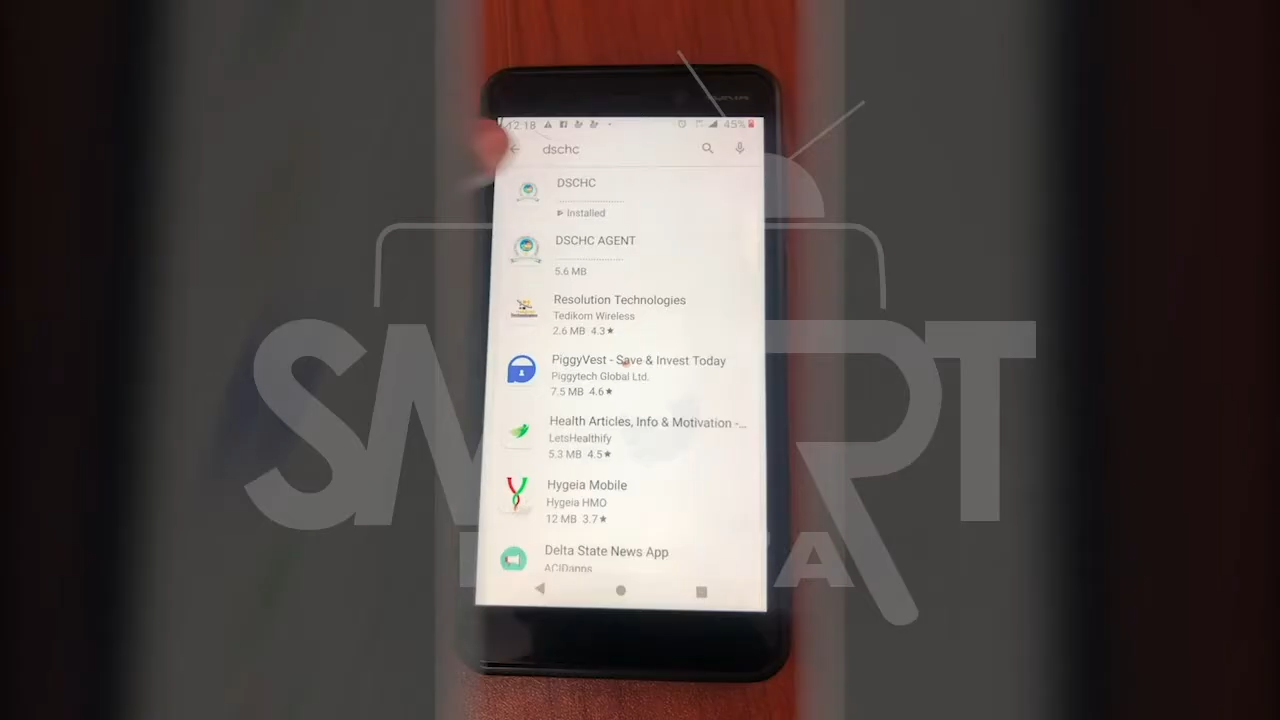 12.18
45%
dschc
DSCHC
Installed
DSCHC AGENT
5.6 MB
Resolution Technologies
Tedikom Wireless
2.6 MB 4.3★
PiggyVest - Save & Invest Today
Piggytech Global Ltd.
7.5 MB 4.6★
Health Articles, Info & Motivation -...
LetsHealthify
5.3 MB 4.5★
Hygeia Mobile
Hygeia HMO
12 MB 3.7★
Delta State News App
ACIDapps
SMART